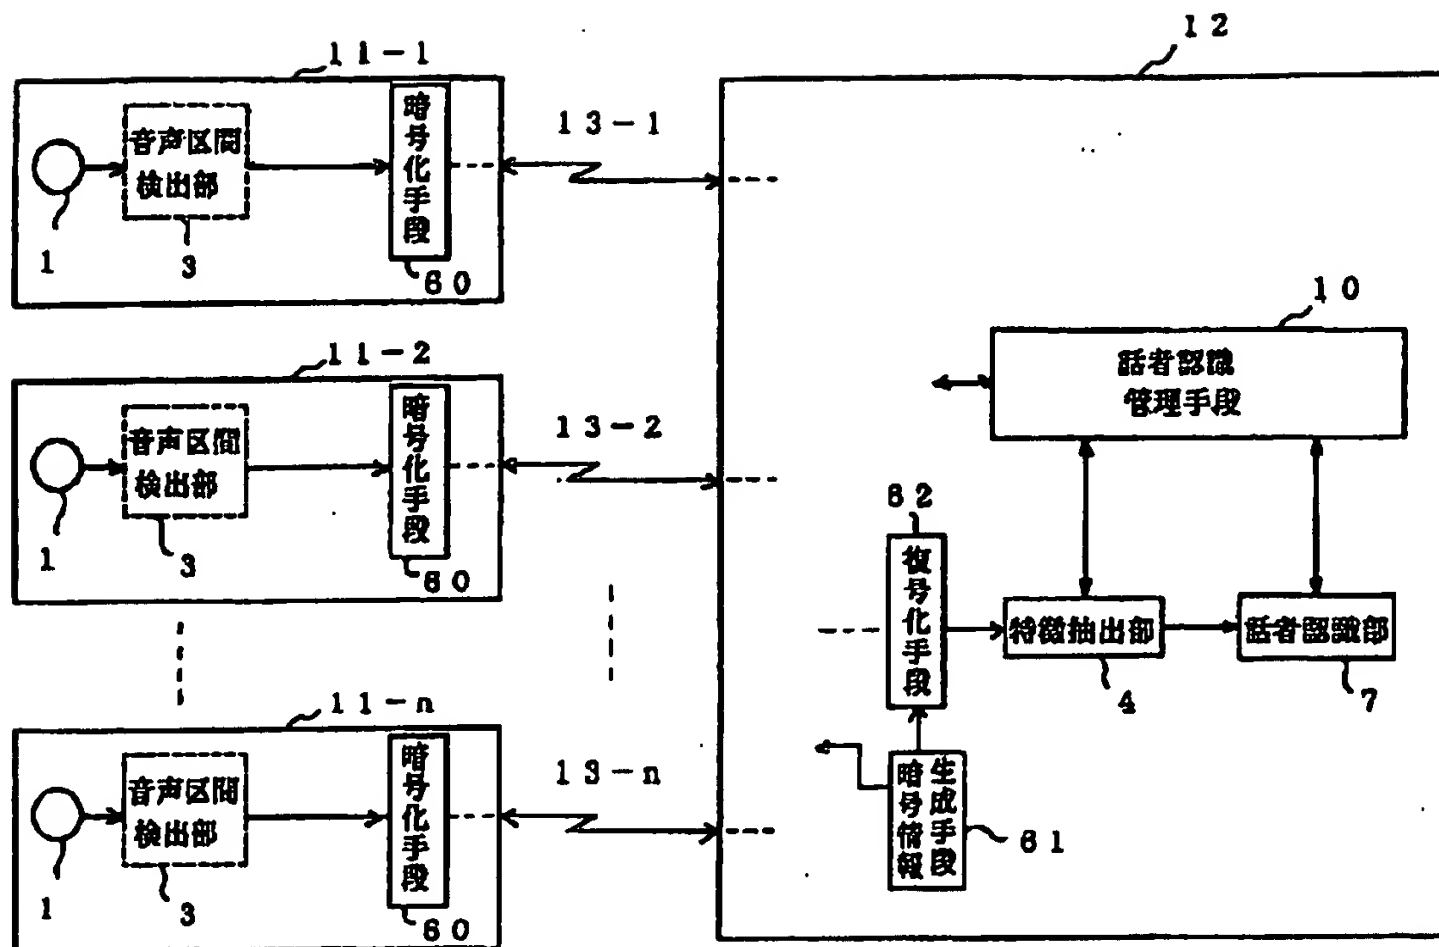 11-1
音声区間
検出部
暗号化手段
1
3
60
13-1
11-2
音声区間
検出部
暗号化手段
1
3
60
13-2
11-n
音声区間
検出部
暗号化手段
1
3
60
13-n
12
10
話者認識
管理手段
62
復号化手段
特徴抽出部
4
話者認識部
7
暗号情報
生成手段
61